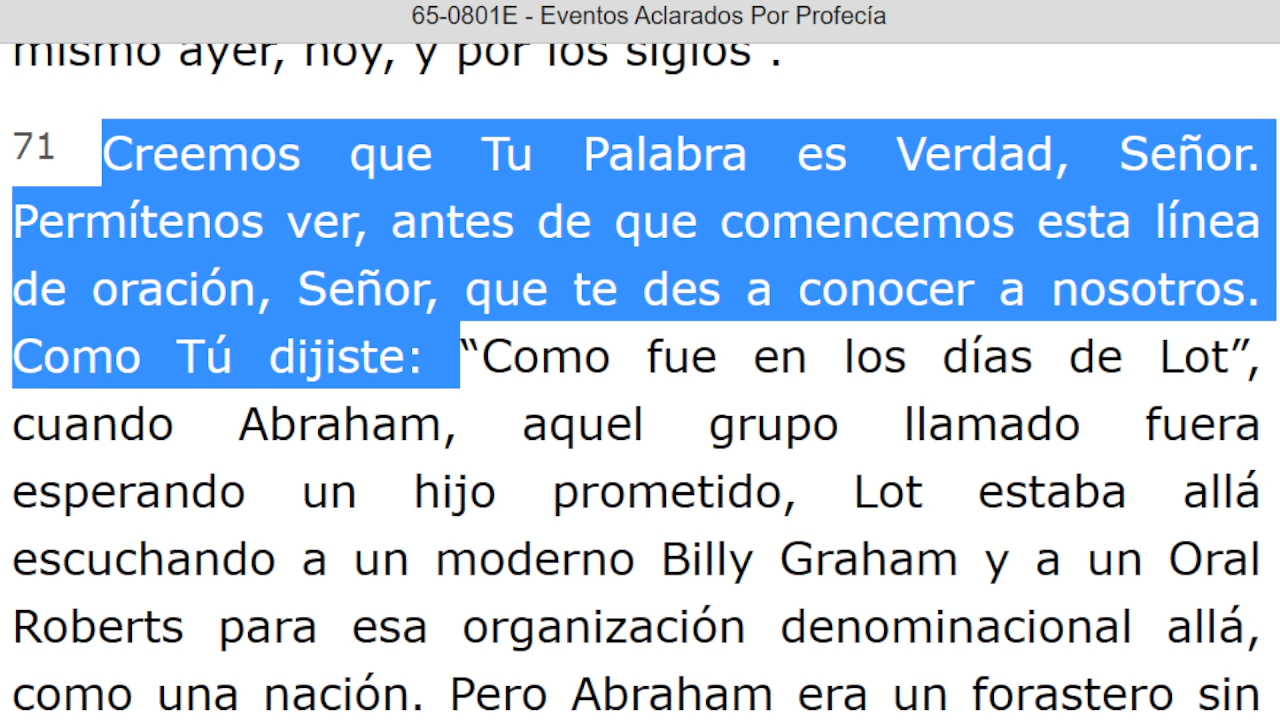 65-0801E - Eventos Aclarados Por Profecía
mismo ayer, hoy, y por los siglos".
71 Creemos que Tu Palabra es Verdad, Señor.
Permítenos ver, antes de que comencemos esta línea
de oración, Señor, que te des a conocer a nosotros.
Como Tú dijiste: “Como fue en los días de Lot”,
cuando Abraham, aquel grupo llamado fuera
esperando un hijo prometido, Lot estaba allá
escuchando a un moderno Billy Graham y a un Oral
Roberts para esa organización denominacional allá,
como una nación. Pero Abraham era un forastero sin